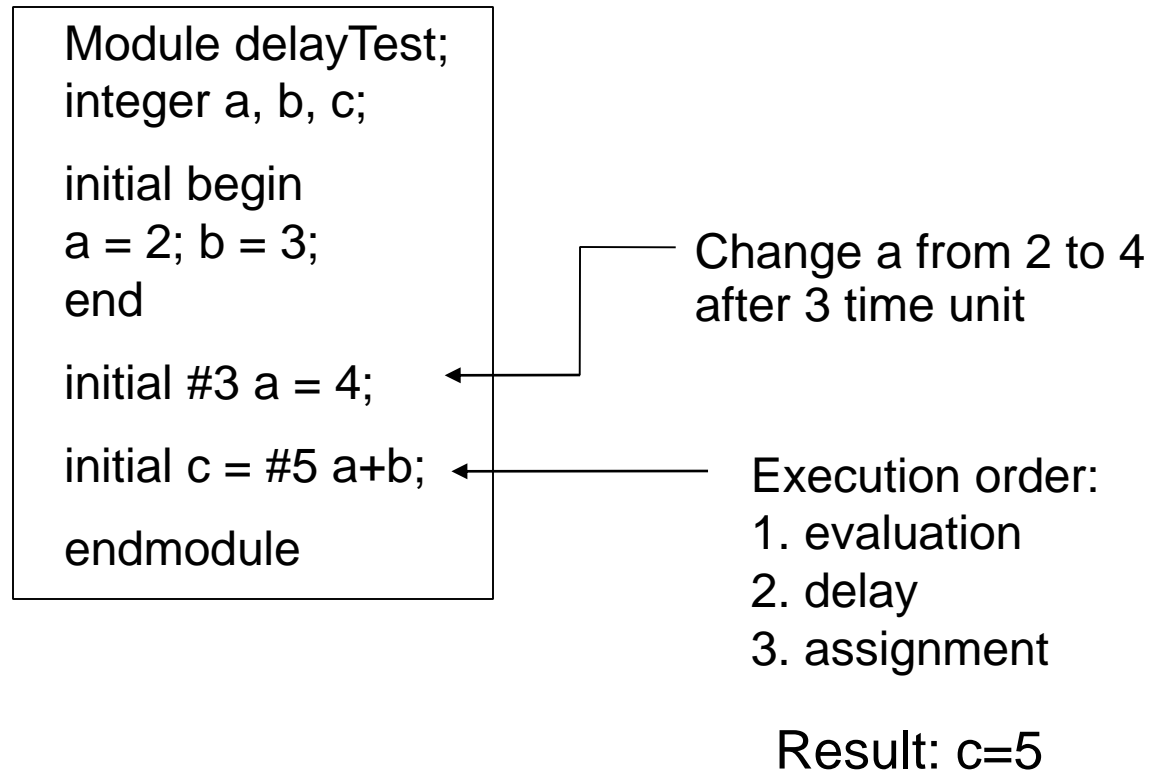 Module delayTest;
integer a, b, c;
initial begin
a = 2; b = 3;
end
initial #3 a = 4;
initial c = #5 a+b;
endmodule
Change a from 2 to 4
after 3 time unit
Execution order:
1. evaluation
2. delay
3. assignment
Result: c=5